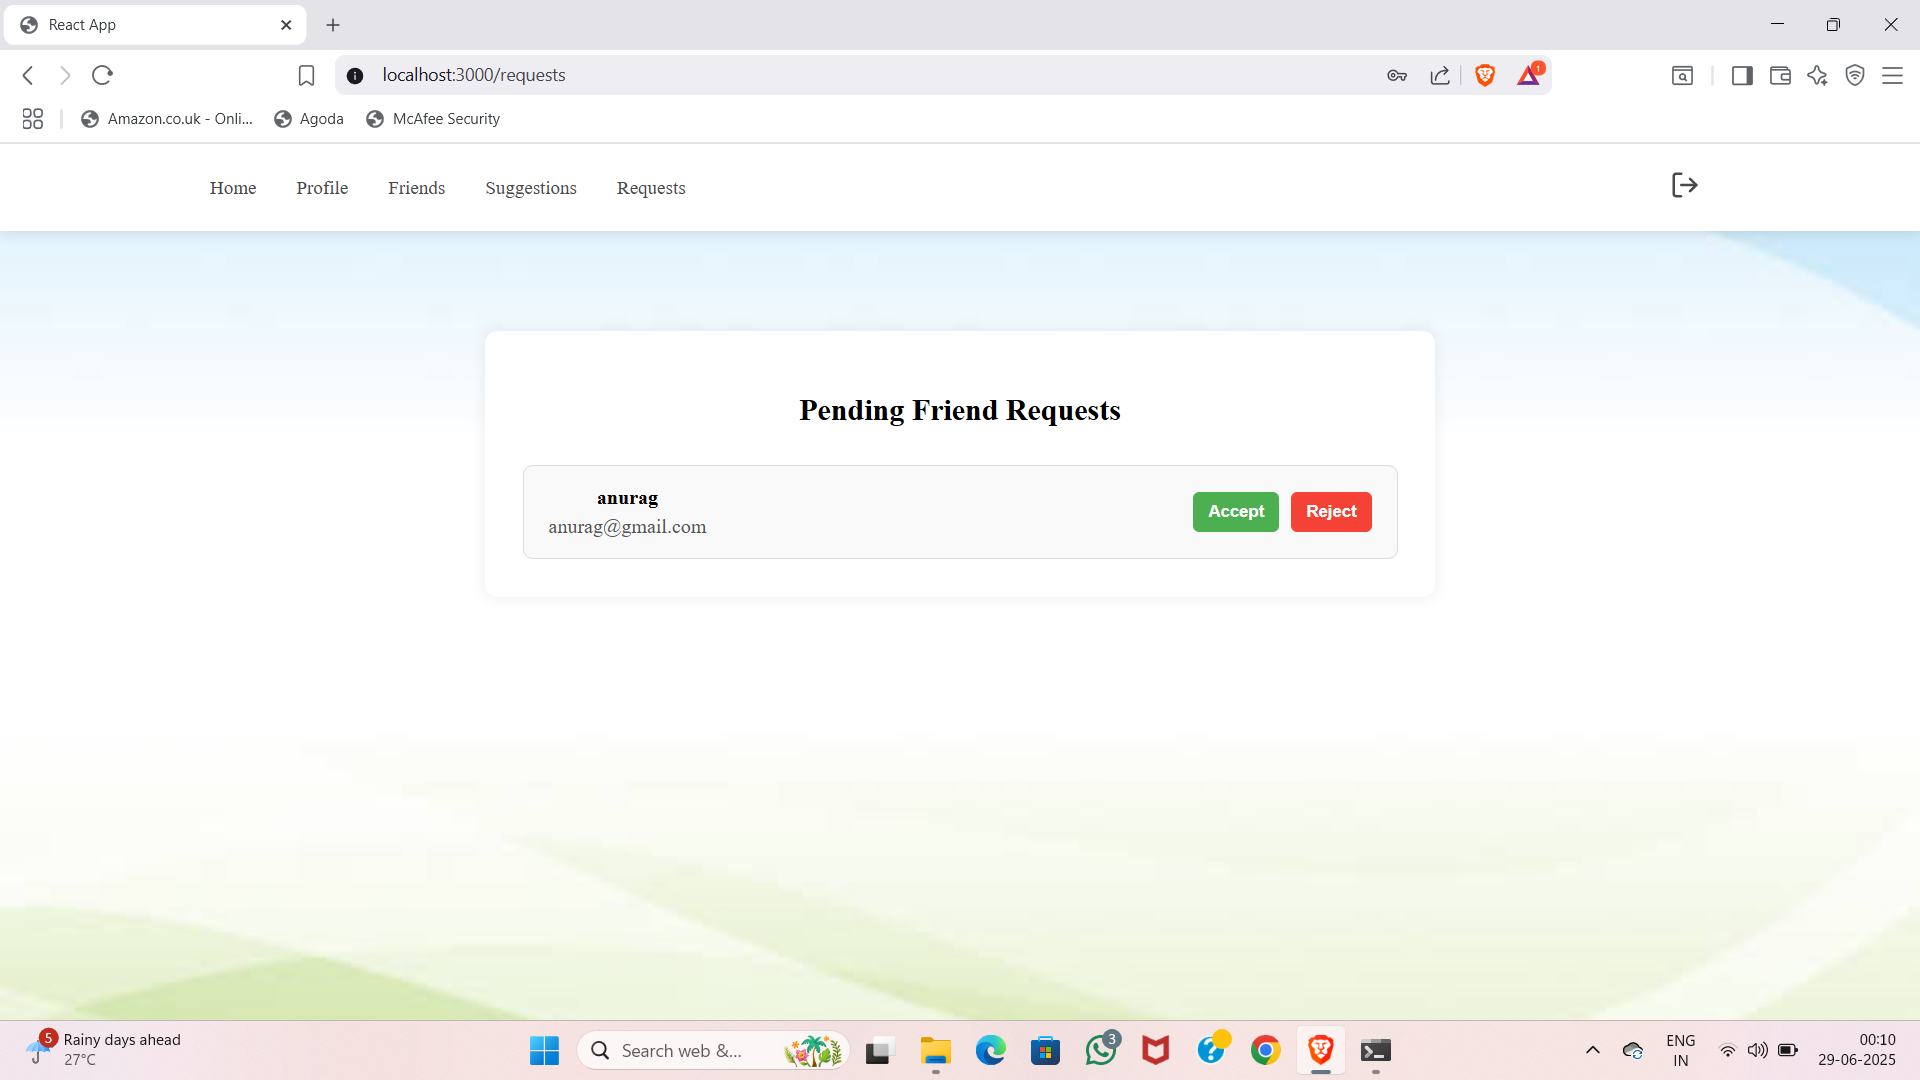 React App
localhost:3000/requests
1
Amazon.co.uk - Onli...
Agoda
McAfee Security
Home
Profile
Friends
Suggestions
Requests
Pending Friend Requests
anurag
anurag@gmail.com
Accept
Reject
5
Rainy days ahead
27°C
Search web &...
3
ENG
IN
00:10
29-06-2025